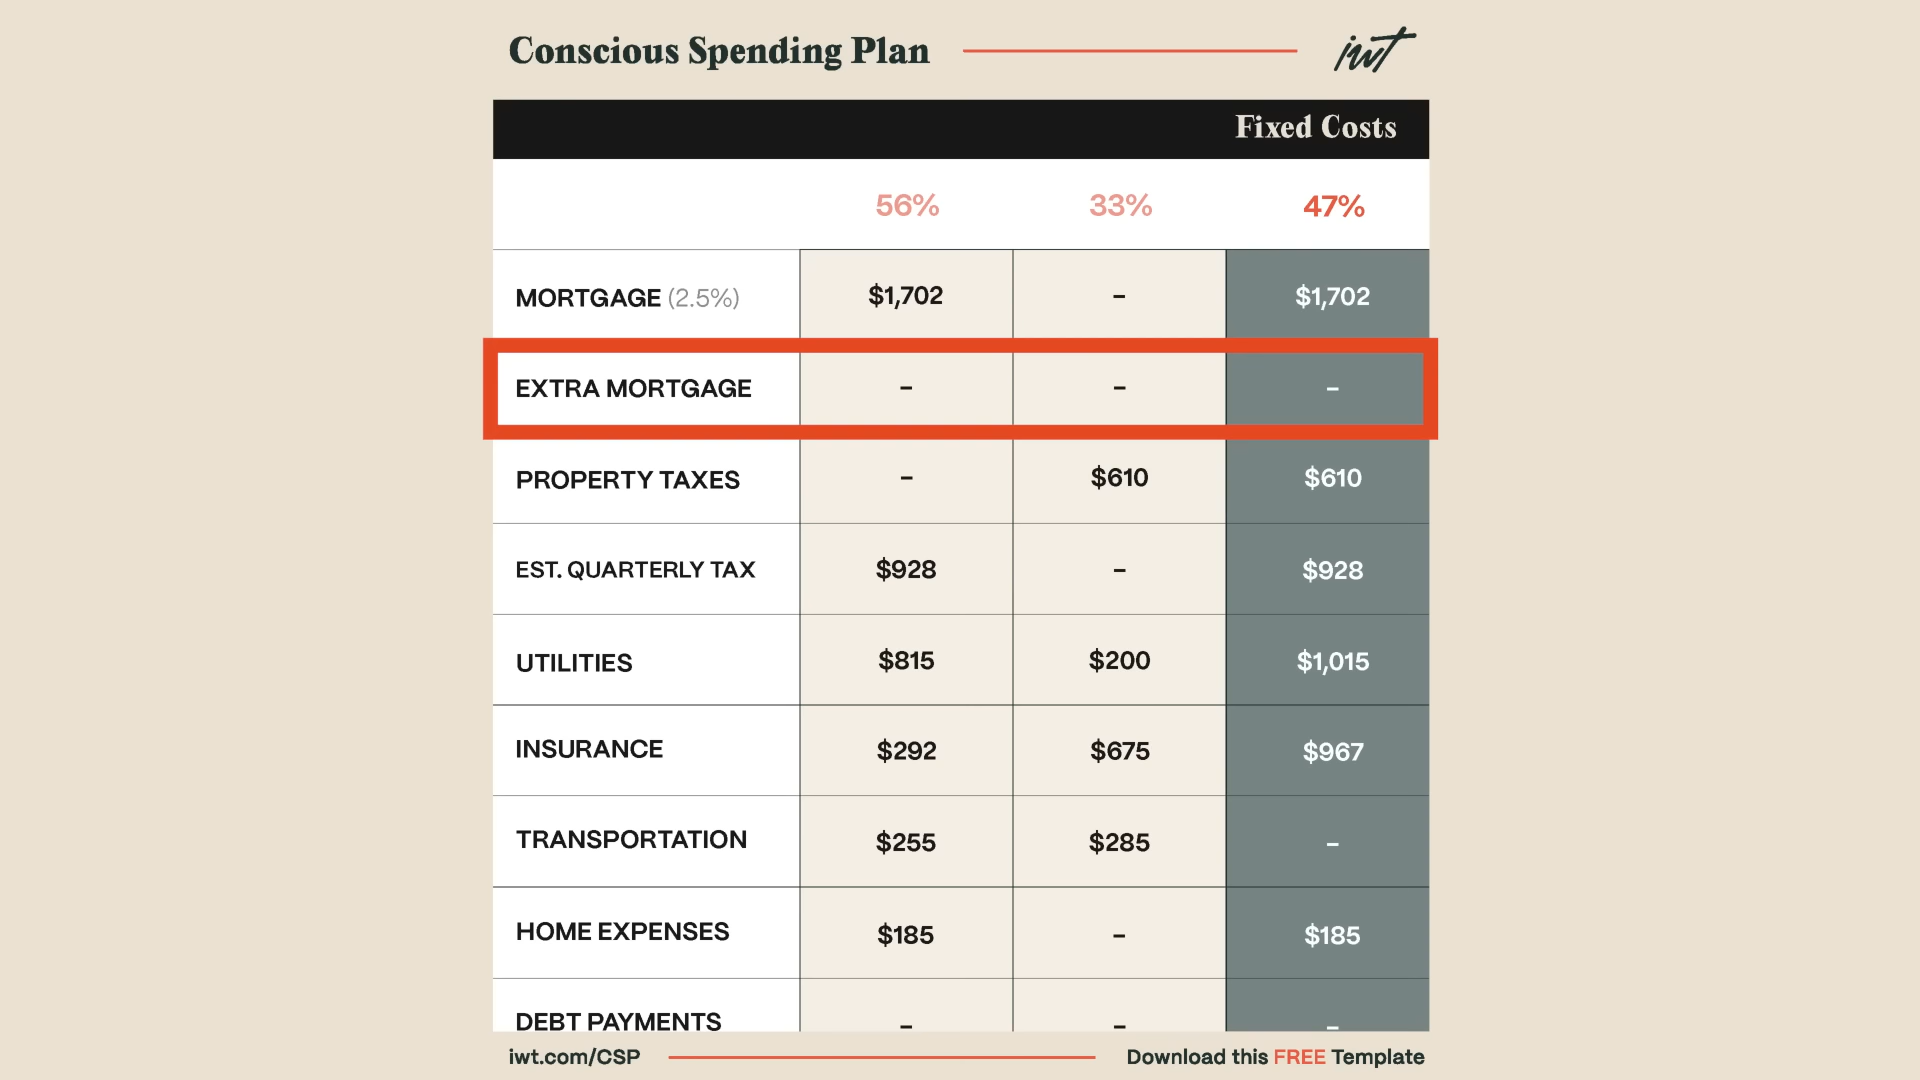 Conscious Spending Plan iwt
Fixed Costs
56% 33% 47%
MORTGAGE (2.5%) $1,702 – $1,702
EXTRA MORTGAGE – – –
PROPERTY TAXES – $610 $610
EST. QUARTERLY TAX $928 – $928
UTILITIES $815 $200 $1,015
INSURANCE $292 $675 $967
TRANSPORTATION $255 $285 –
HOME EXPENSES $185 – $185
DEBT PAYMENTS – – –
iwt.com/CSP Download this FREE Template